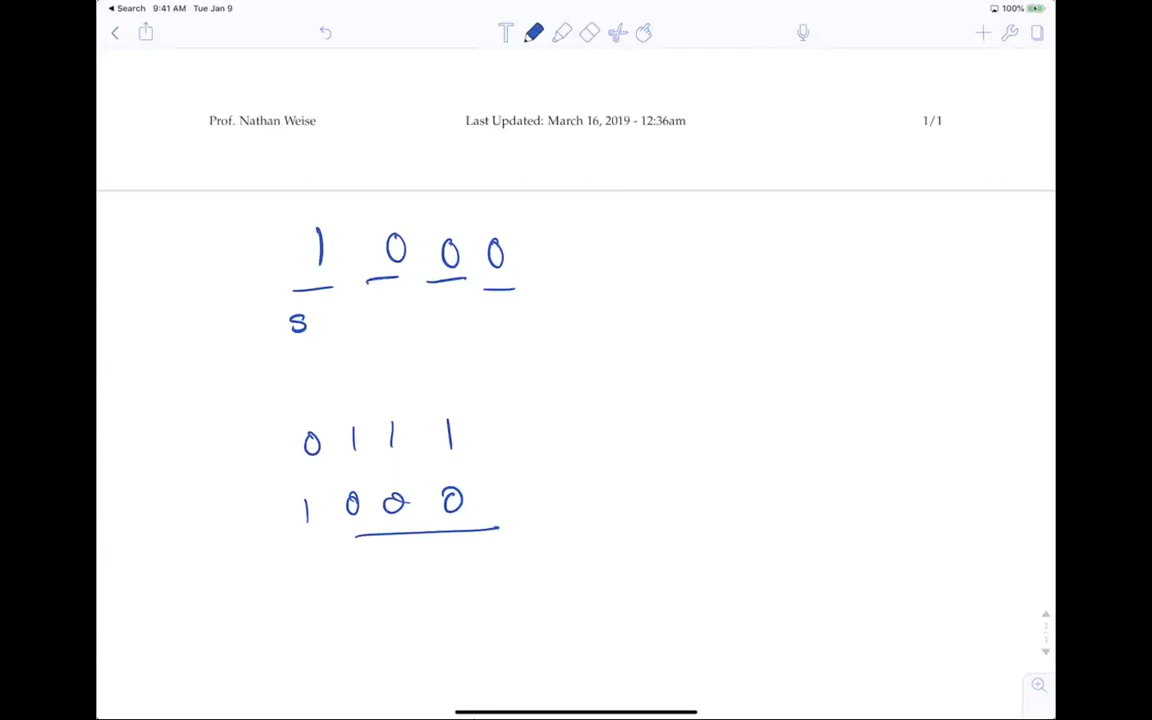 Search 9:41 AM Tue Jan 9 100%
T
Prof. Nathan Weise Last Updated: March 16, 2019 - 12:36am 1/1
1 0 0 0
s
0 1 1 1
1 0 0 0